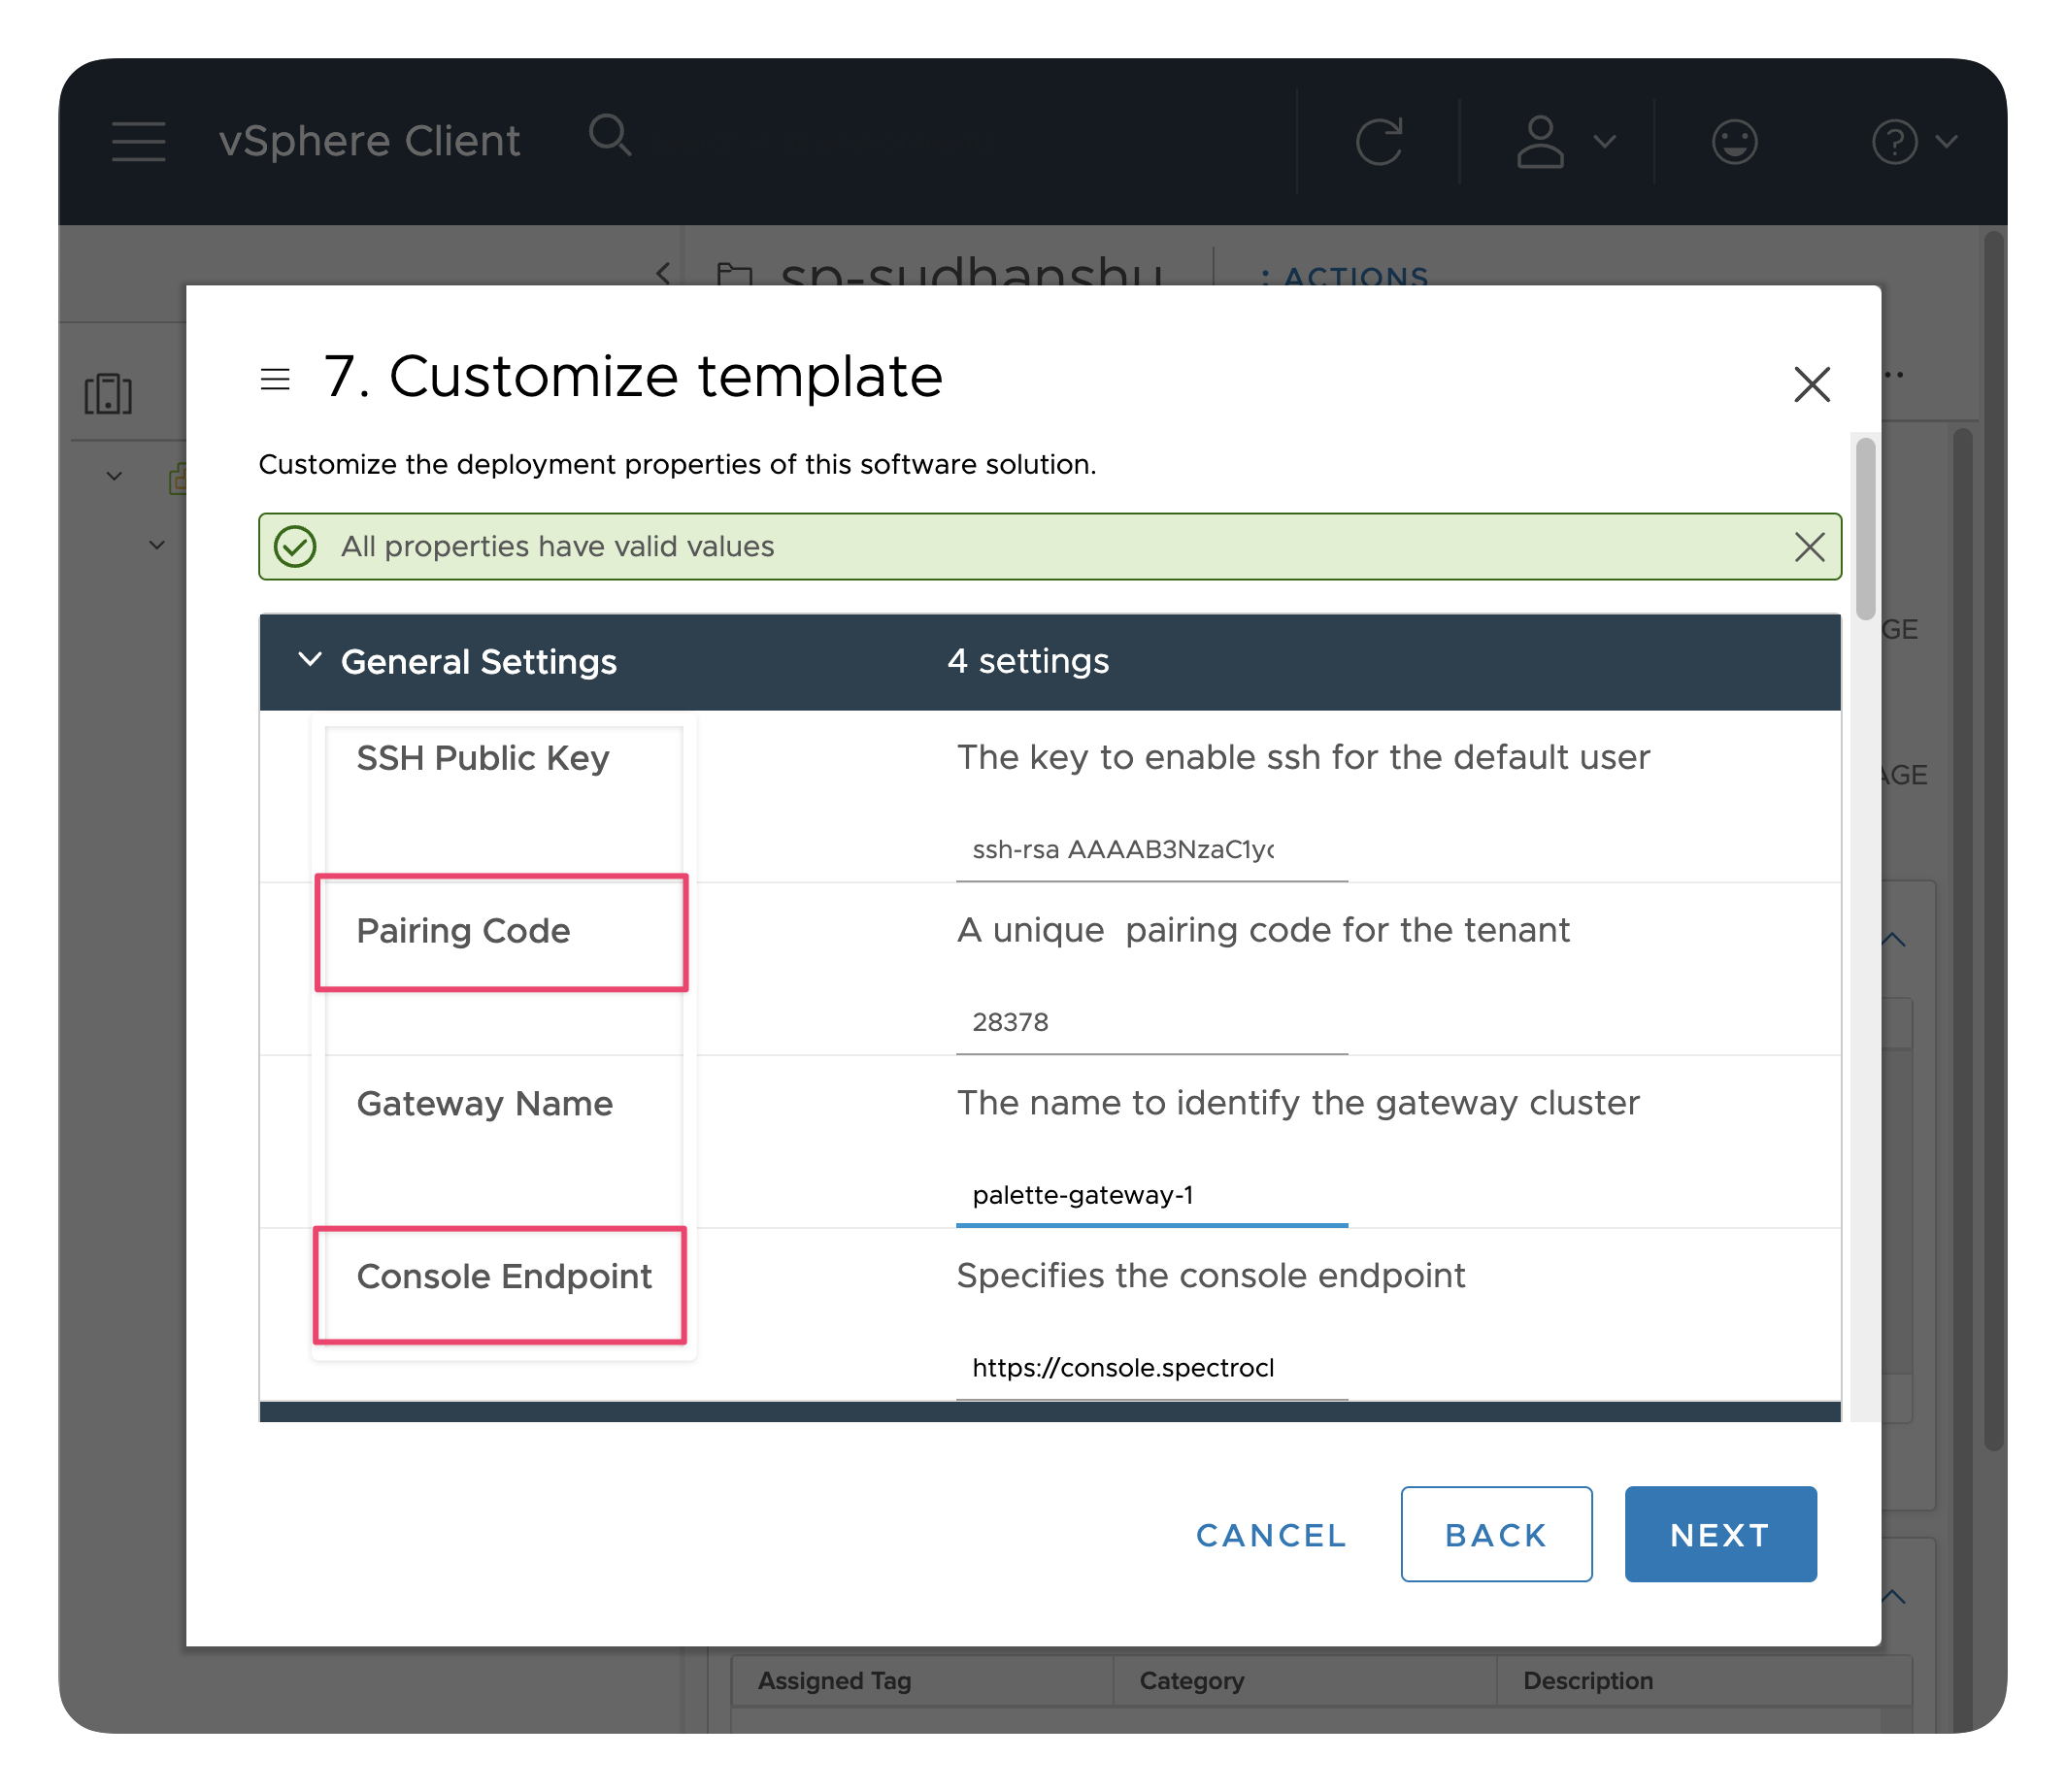 vSphere Client
sp-sudhanshu
ACTIONS
7. Customize template
Customize the deployment properties of this software solution.
All properties have valid values
General Settings 4 settings
SSH Public Key The key to enable ssh for the default user
ssh-rsa AAAAB3NzaC1yc
Pairing Code A unique  pairing code for the tenant
28378
Gateway Name The name to identify the gateway cluster
palette-gateway-1
Console Endpoint Specifies the console endpoint
https://console.spectrocl
CANCEL BACK NEXT
Assigned Tag Category Description